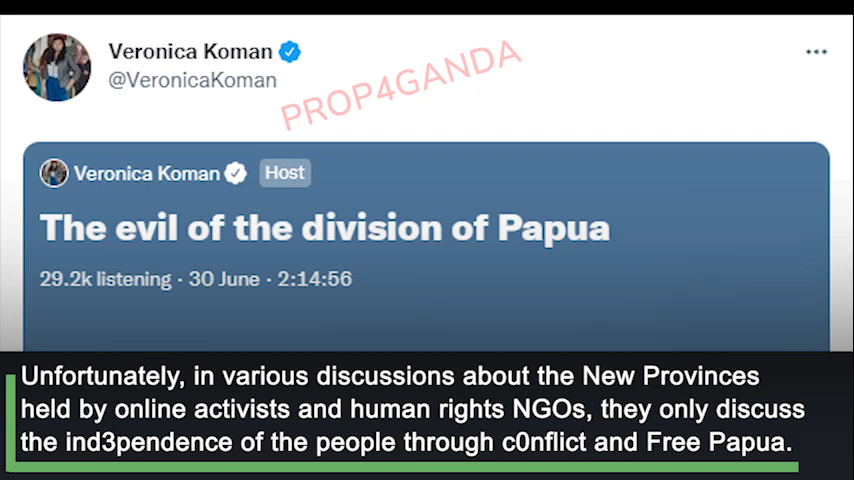 Veronica Koman
@VeronicaKoman
PROP4GANDA
Veronica Koman Host
The evil of the division of Papua
29.2k listening · 30 June · 2:14:56
Unfortunately, in various discussions about the New Provinces
held by online activists and human rights NGOs, they only discuss
the ind3pendence of the people through c0nflict and Free Papua.